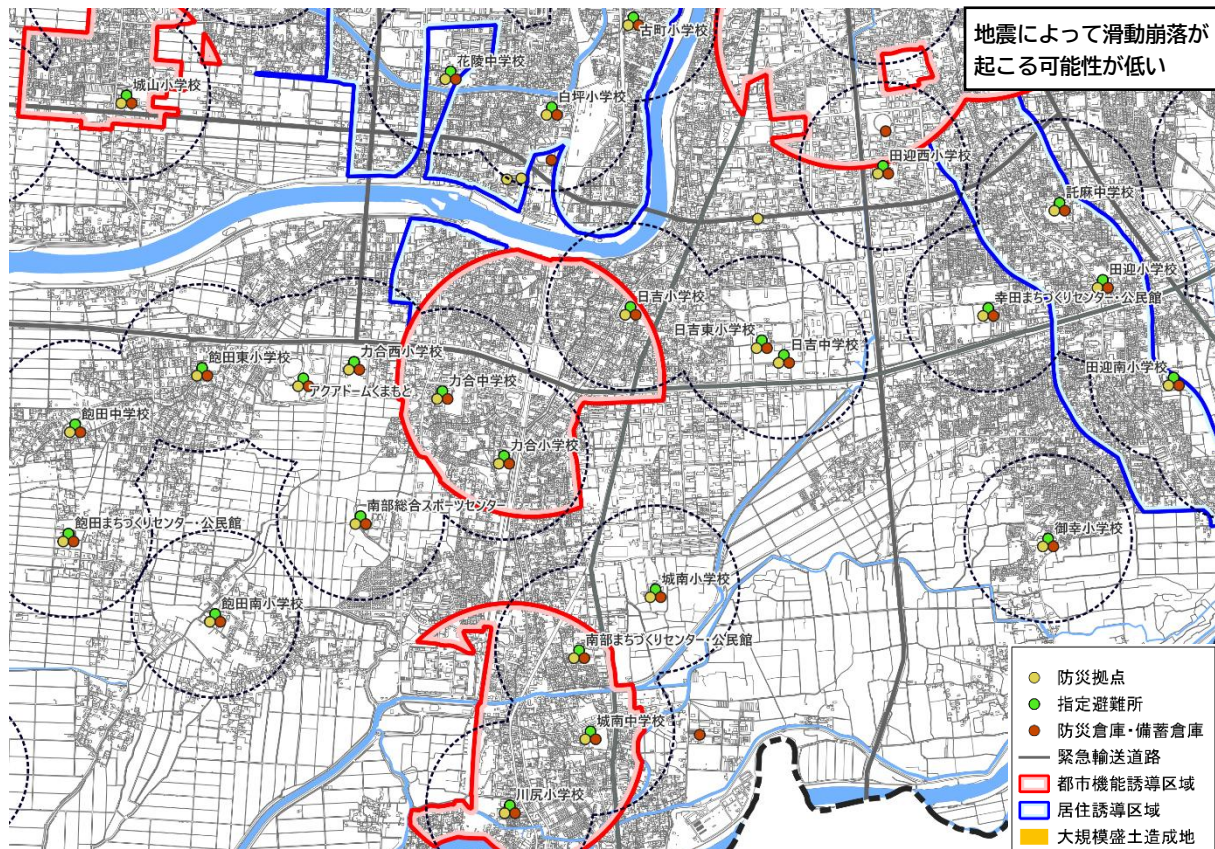 地震によって滑動崩落が
起こる可能性が低い
古町小学校
花陵中学校
城山小学校
白坪小学校
田迎西小学校
託麻中学校
田迎小学校
日吉小学校
幸田まちづくりセンター・公民館
日吉東小学校
日吉中学校
飽田東小学校
力合西小学校
アクアドームくまもと
力合中学校
田迎南小学校
飽田中学校
力合小学校
南部総合スポーツセンター
飽田まちづくりセンター・公民館
御幸小学校
城南小学校
飽田南小学校
南部まちづくりセンター・公民館
城南中学校
川尻小学校
防災拠点
指定避難所
防災倉庫・備蓄倉庫
緊急輸送道路
都市機能誘導区域
居住誘導区域
大規模盛土造成地